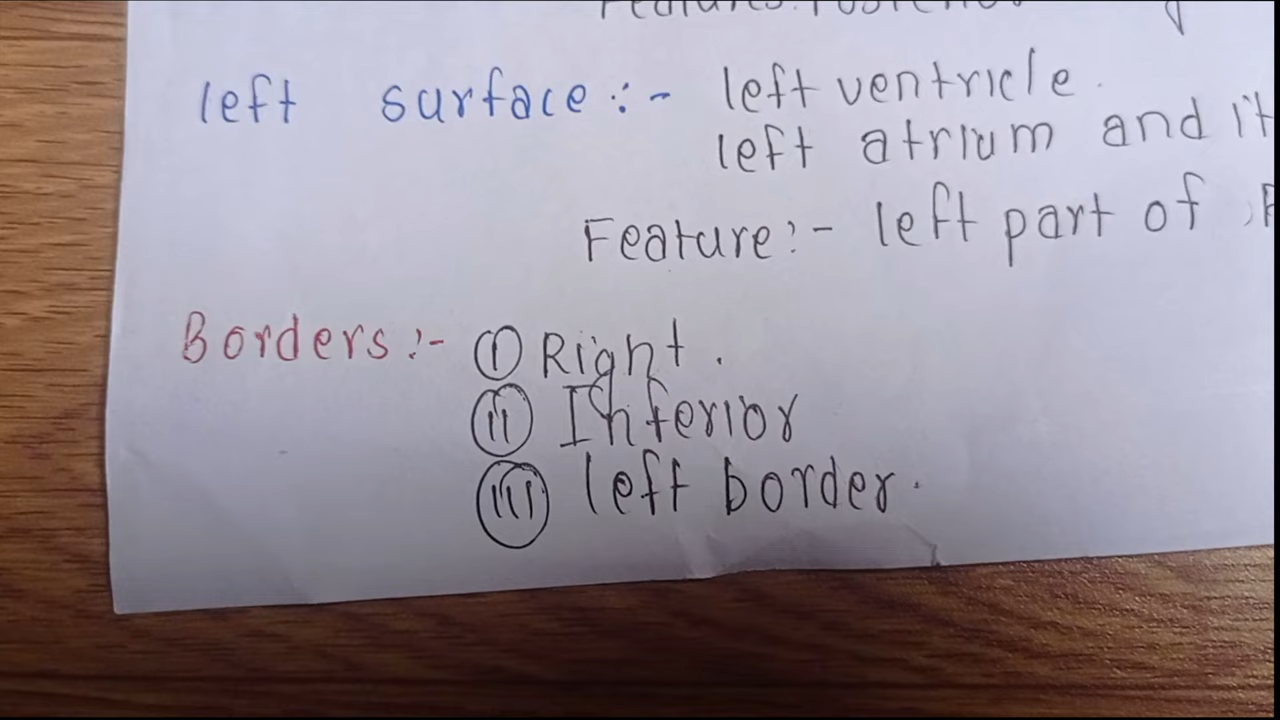 left surface :- left ventricle.
left atrium and it
Feature :- left part of
Borders :- (I) Right.
(II) Inferior
(III) left border.